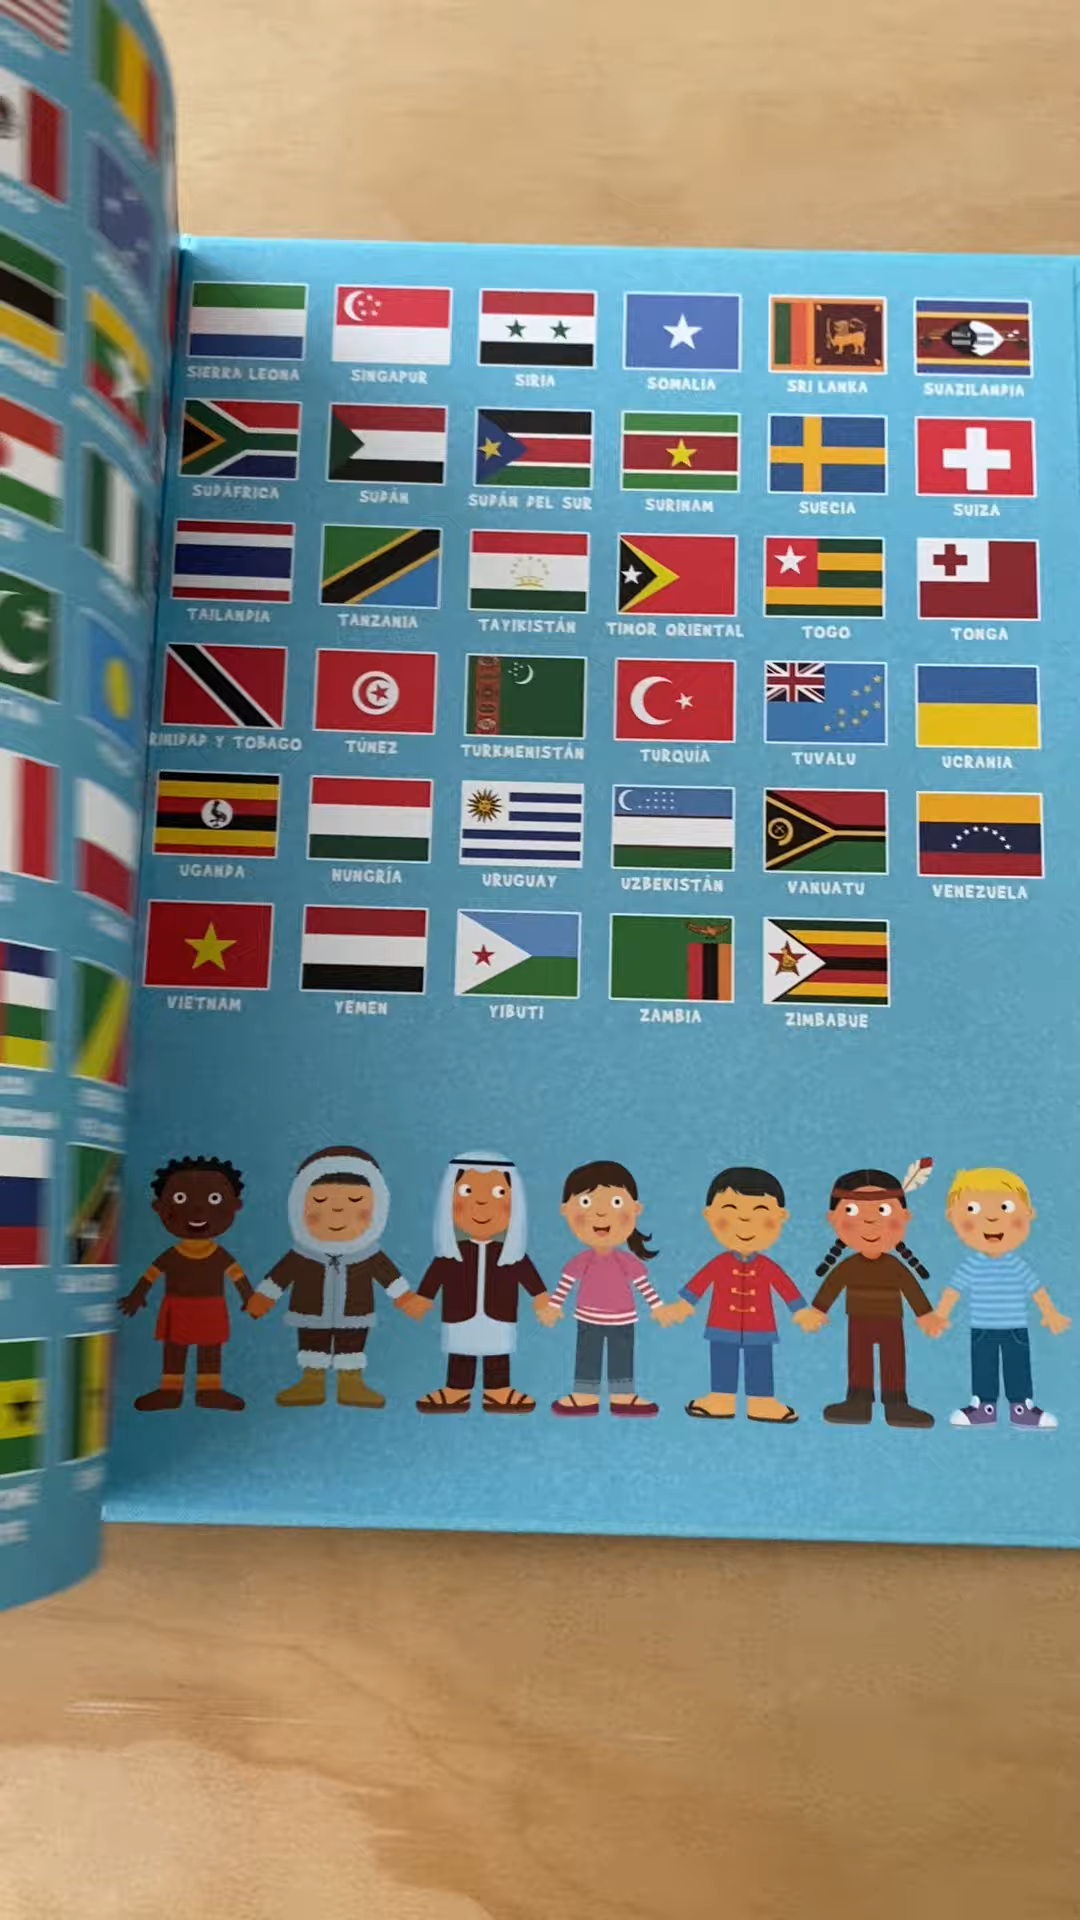 SIERRA LEONA SINGAPUR SIRIA SOMALIA SRI LANKA SUAZILANDIA
SUDÁFRICA SUDÁN SUDÁN DEL SUR SURINAM SUECIA SUIZA
TAILANDIA TANZANIA TAYIKISTÁN TIMOR ORIENTAL TOGO TONGA
RINIDAD Y TOBAGO TÚNEZ TURKMENISTÁN TURQUÍA TUVALU UCRANIA
UGANDA HUNGRÍA URUGUAY UZBEKISTÁN VANUATU VENEZUELA
VIETNAM YEMEN YIBUTI ZAMBIA ZIMBABUE